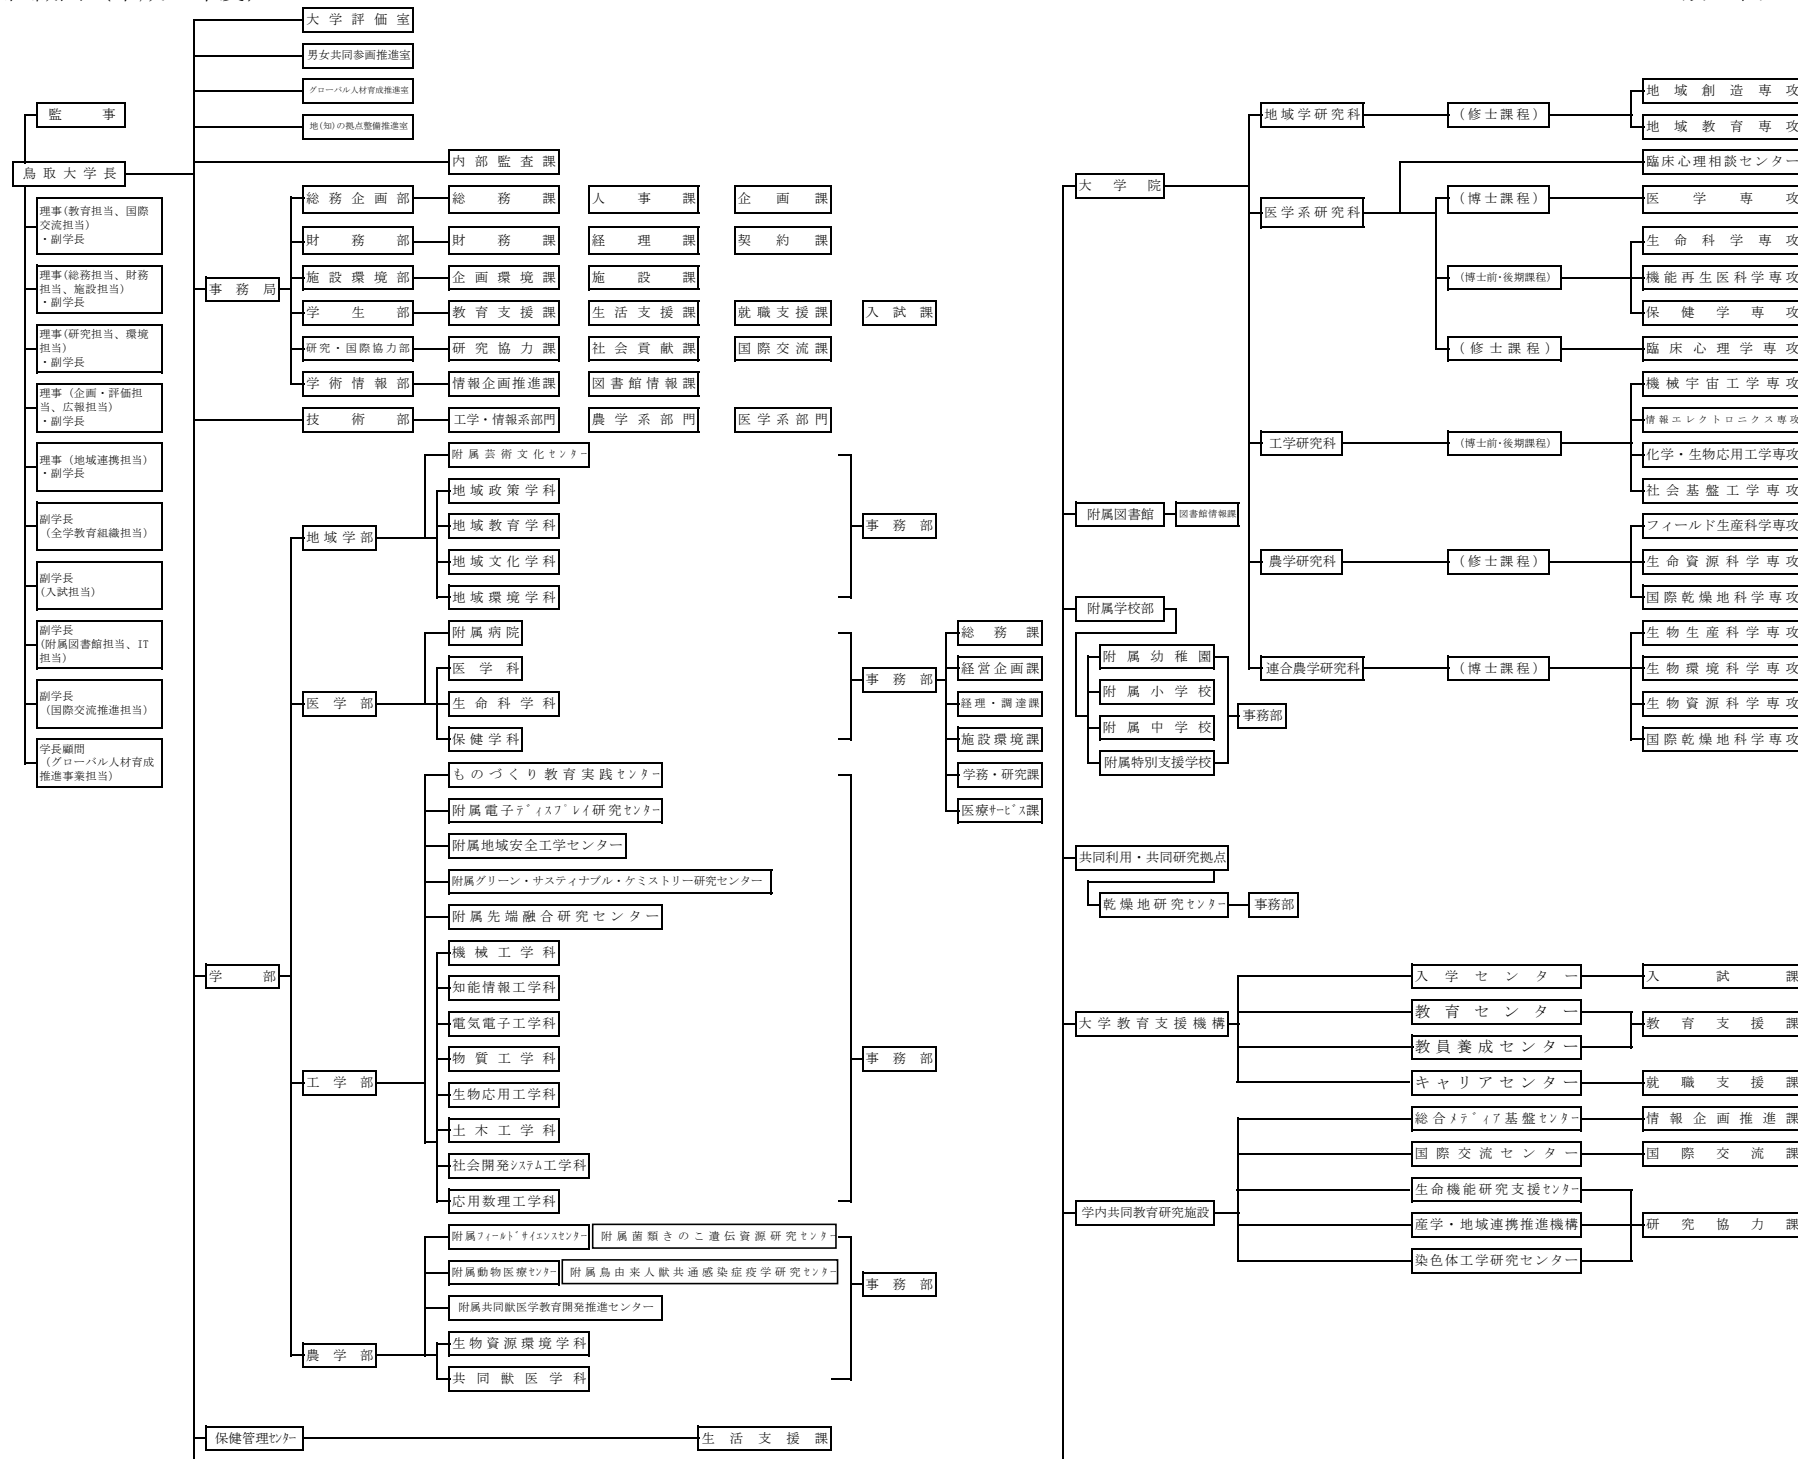 大学評価室
男女共同参画推進室
グローバル人材育成推進室
地(知)の拠点整備推進室
監事
鳥取大学長
内部監査課
理事(教育担当、国際
交流担当)
・副学長
理事(総務担当、財務
担当、施設担当)
・副学長
理事(研究担当、環境
担当)
・副学長
理事（企画・評価担
当、広報担当)
・副学長
理事（地域連携担当）
・副学長
副学長
（全学教育組織担当）
副学長
(入試担当)
副学長
(附属図書館担当、IT
担当)
副学長
（国際交流推進担当）
学長顧問
（グローバル人材育成
推進事業担当）
事務局
総務企画部 総務課 人事課 企画課
財務部 財務課 経理課 契約課
施設環境部 企画環境課 施設課
学生部 教育支援課 生活支援課 就職支援課 入試課
研究・国際協力部 研究協力課 社会貢献課 国際交流課
学術情報部 情報企画推進課 図書館情報課
技術部 工学・情報系部門 農学系部門 医学系部門
学部
地域学部
附属芸術文化センター
地域政策学科
地域教育学科
地域文化学科
地域環境学科
事務部
医学部
附属病院
医学科
生命科学科
保健学科
事務部
総務課
経営企画課
経理・調達課
施設環境課
学務・研究課
医療サービス課
工学部
ものづくり教育実践センター
附属電子ディスプレイ研究センター
附属地域安全工学センター
附属グリーン・サスティナブル・ケミストリー研究センター
附属先端融合研究センター
機械工学科
知能情報工学科
電気電子工学科
物質工学科
生物応用工学科
土木工学科
社会開発システム工学科
応用数理工学科
事務部
農学部
附属フィールドサイエンスセンター 附属菌類きのこ遺伝資源研究センター
附属動物医療センター 附属鳥由来人獣共通感染症疫学研究センター
附属共同獣医学教育開発推進センター
生物資源環境学科
共同獣医学科
事務部
保健管理センター 生活支援課
大学院
地域学研究科 (修士課程)
地域創造専攻
地域教育専攻
医学系研究科
臨床心理相談センター
(博士課程) 医学専攻
(博士前・後期課程)
生命科学専攻
機能再生医科学専攻
保健学専攻
(修士課程) 臨床心理学専攻
工学研究科 (博士前・後期課程)
機械宇宙工学専攻
情報エレクトロニクス専攻
化学・生物応用工学専攻
社会基盤工学専攻
農学研究科 (修士課程)
フィールド生産科学専攻
生命資源科学専攻
国際乾燥地科学専攻
連合農学研究科 (博士課程)
生物生産科学専攻
生物環境科学専攻
生物資源科学専攻
国際乾燥地科学専攻
附属図書館 図書館情報課
附属学校部
附属幼稚園
附属小学校
附属中学校
附属特別支援学校
事務部
共同利用・共同研究拠点
乾燥地研究センター 事務部
大学教育支援機構
入学センター 入試課
教育センター
教員養成センター
教育支援課
キャリアセンター 就職支援課
学内共同教育研究施設
総合メディア基盤センター 情報企画推進課
国際交流センター 国際交流課
生命機能研究支援センター
産学・地域連携推進機構
染色体工学研究センター
研究協力課